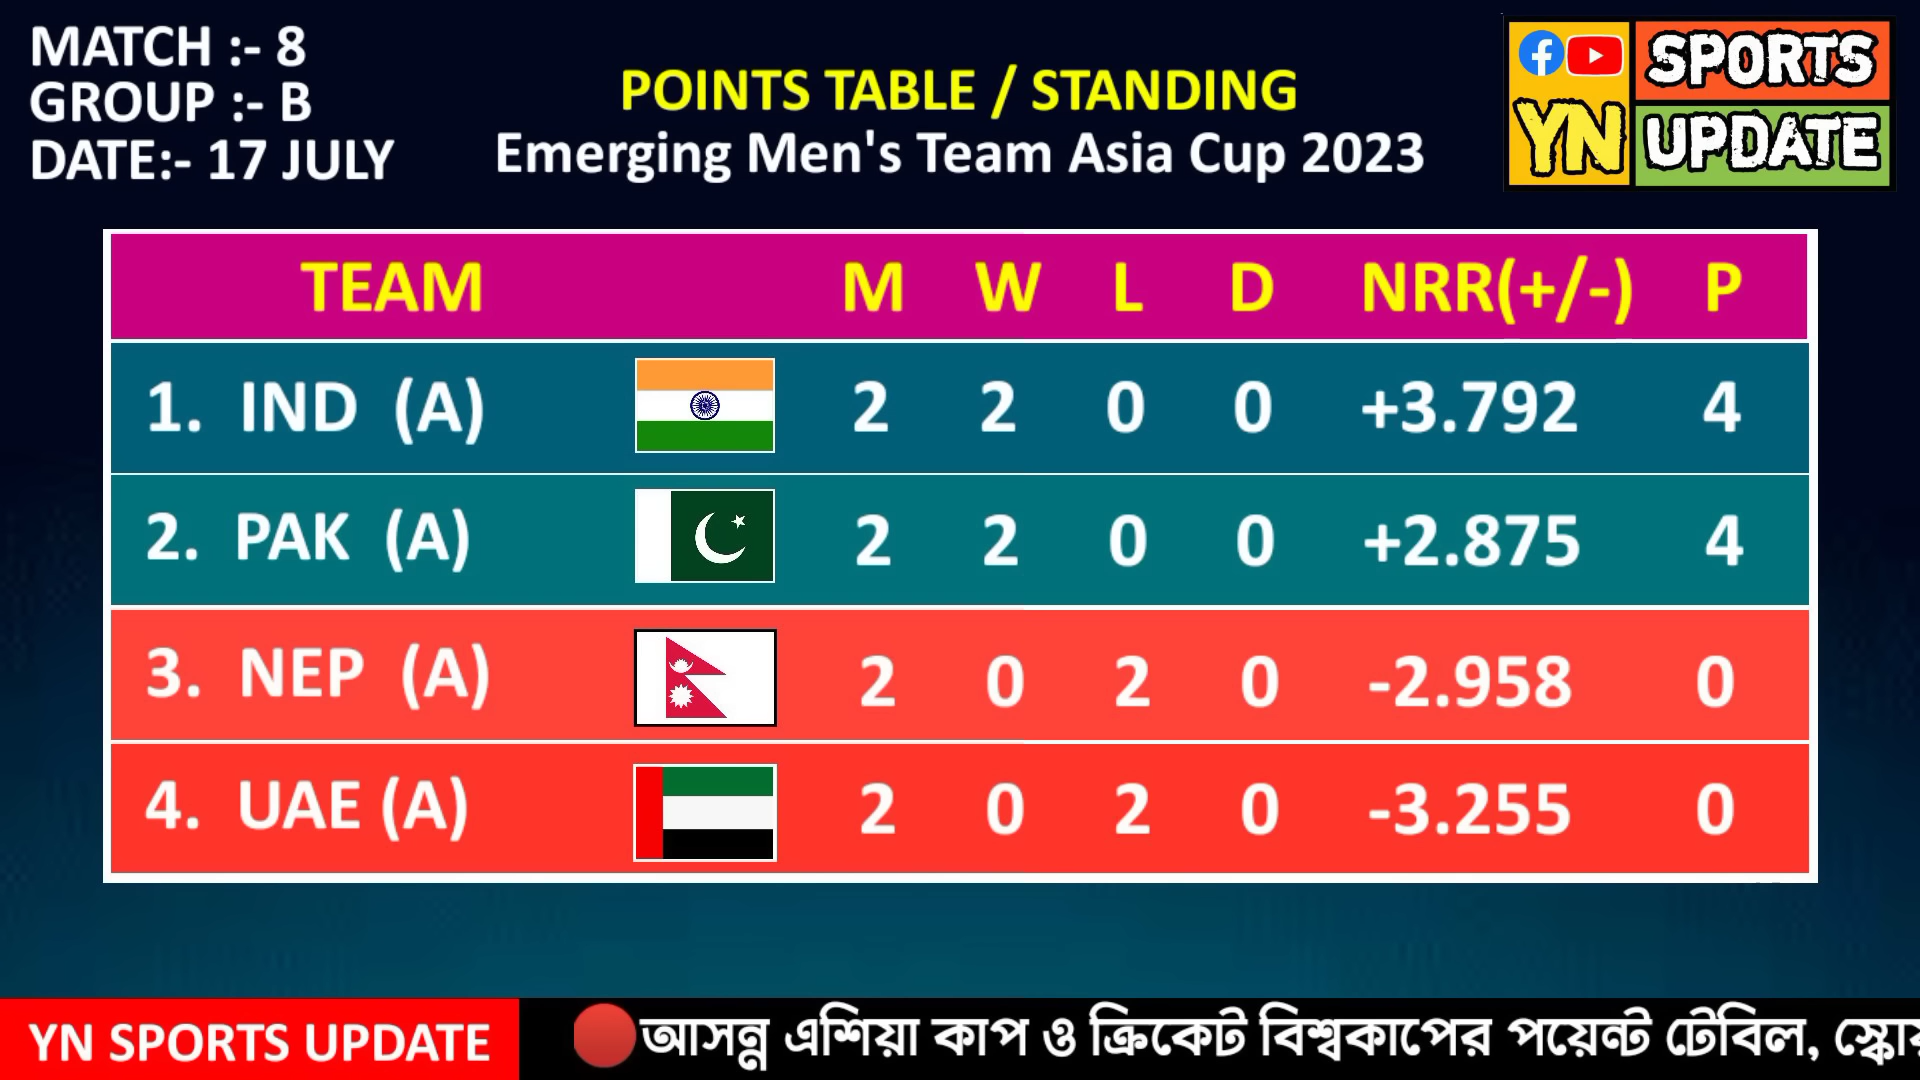 MATCH :- 8
GROUP :- B
DATE:- 17 JULY
POINTS TABLE / STANDING
Emerging Men's Team Asia Cup 2023
SPORTS
YN UPDATE
TEAM M W L D NRR(+/-) P
1. IND (A) 2 2 0 0 +3.792 4
2. PAK (A) 2 2 0 0 +2.875 4
3. NEP (A) 2 0 2 0 -2.958 0
4. UAE (A) 2 0 2 0 -3.255 0
YN SPORTS UPDATE
আসন্ন এশিয়া কাপ ও ক্রিকেট বিশ্বকাপের পয়েন্ট টেবিল,